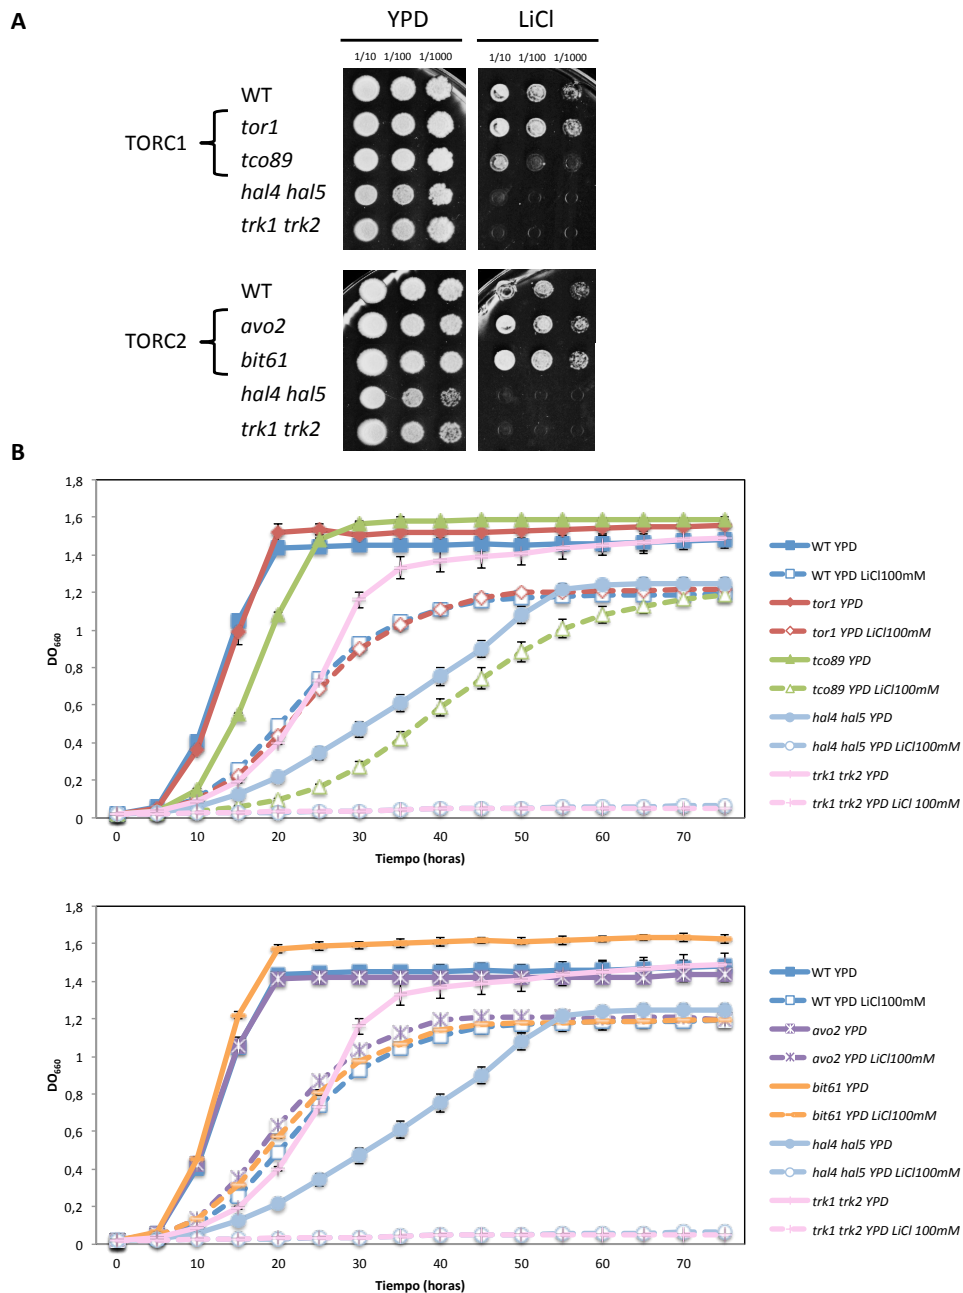 A
YPD
LiCl
1/10 1/100 1/1000
1/10 1/100 1/1000
WT
TORC1
tor1
tco89
hal4 hal5
trk1 trk2
WT
TORC2
avo2
bit61
hal4 hal5
trk1 trk2
B
1,8
1,6
1,4
1,2
1
0,8
0,6
0,4
0,2
0
DO660
0 10 20 30 40 50 60 70
Tiempo (horas)
WT YPD
WT YPD LiCl100mM
tor1 YPD
tor1 YPD LiCl100mM
tco89 YPD
tco89 YPD LiCl100mM
hal4 hal5 YPD
hal4 hal5 YPD LiCl100mM
trk1 trk2 YPD
trk1 trk2 YPD LiCl 100mM
1,8
1,6
1,4
1,2
1
0,8
0,6
0,4
0,2
0
DO660
0 10 20 30 40 50 60 70
Tiempo (horas)
WT YPD
WT YPD LiCl100mM
avo2 YPD
avo2 YPD LiCl100mM
bit61 YPD
bit61 YPD LiCl100mM
hal4 hal5 YPD
hal4 hal5 YPD LiCl100mM
trk1 trk2 YPD
trk1 trk2 YPD LiCl 100mM